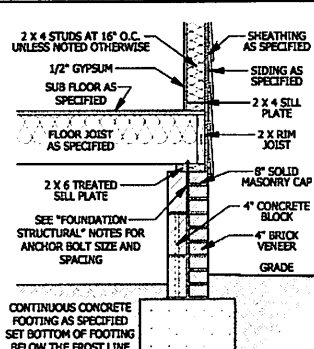 2 X 4 STUDS AT 16" O.C.
UNLESS NOTED OTHERWISE
1/2" GYPSUM
SUB FLOOR AS
SPECIFIED
FLOOR JOIST
AS SPECIFIED
2 X 6 TREATED
SILL PLATE
SEE "FOUNDATION
STRUCTURAL" NOTES FOR
ANCHOR BOLT SIZE AND
SPACING
CONTINUOUS CONCRETE
FOOTING AS SPECIFIED
SET BOTTOM OF FOOTING
BELOW THE FROST LINE
SHEATHING
AS SPECIFIED
SIDING AS
SPECIFIED
2 X 4 SILL
PLATE
2 X RIM
JOIST
8" SOLID
MASONRY CAP
4" CONCRETE
BLOCK
4" BRICK
VENEER
GRADE